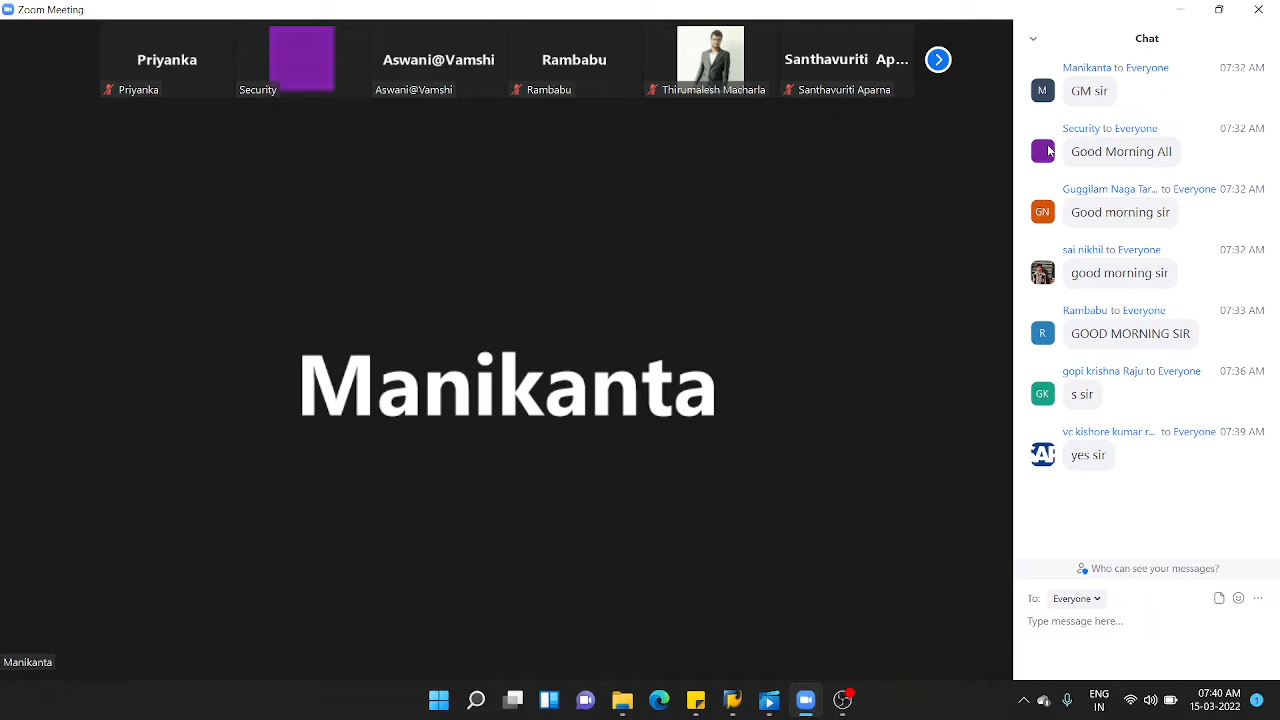 Zoom Meeting
Priyanka
Aswani@Vamshi
Rambabu
Santhavuriti Ap...
Priyanka
Security
Aswani@Vamshi
Rambabu
Thirumalesh Macharla
Santhavuriti Aparna
Manikanta
Manikanta
Chat
Manikanta to Everyone 07:32 AM
M
GM sir
Security to Everyone 07:32 AM
Good Morning All
Guggilam Naga Tar... to Everyone 07:32 AM
GN
Good morning sir
sai nikhil to Everyone 07:32 AM
good morning sir
Rambabu to Everyone 07:33 AM
R
GOOD MORNING SIR
gopi krishna Raju to Everyone 07:36 AM
GK
s sir
vc kishore kumar r... to Everyone 07:39 AM
SAP
yes sir
Who can see your messages?
To: Everyone
Type message here...
ENG
IN
07:40 AM
15-03-2022
1